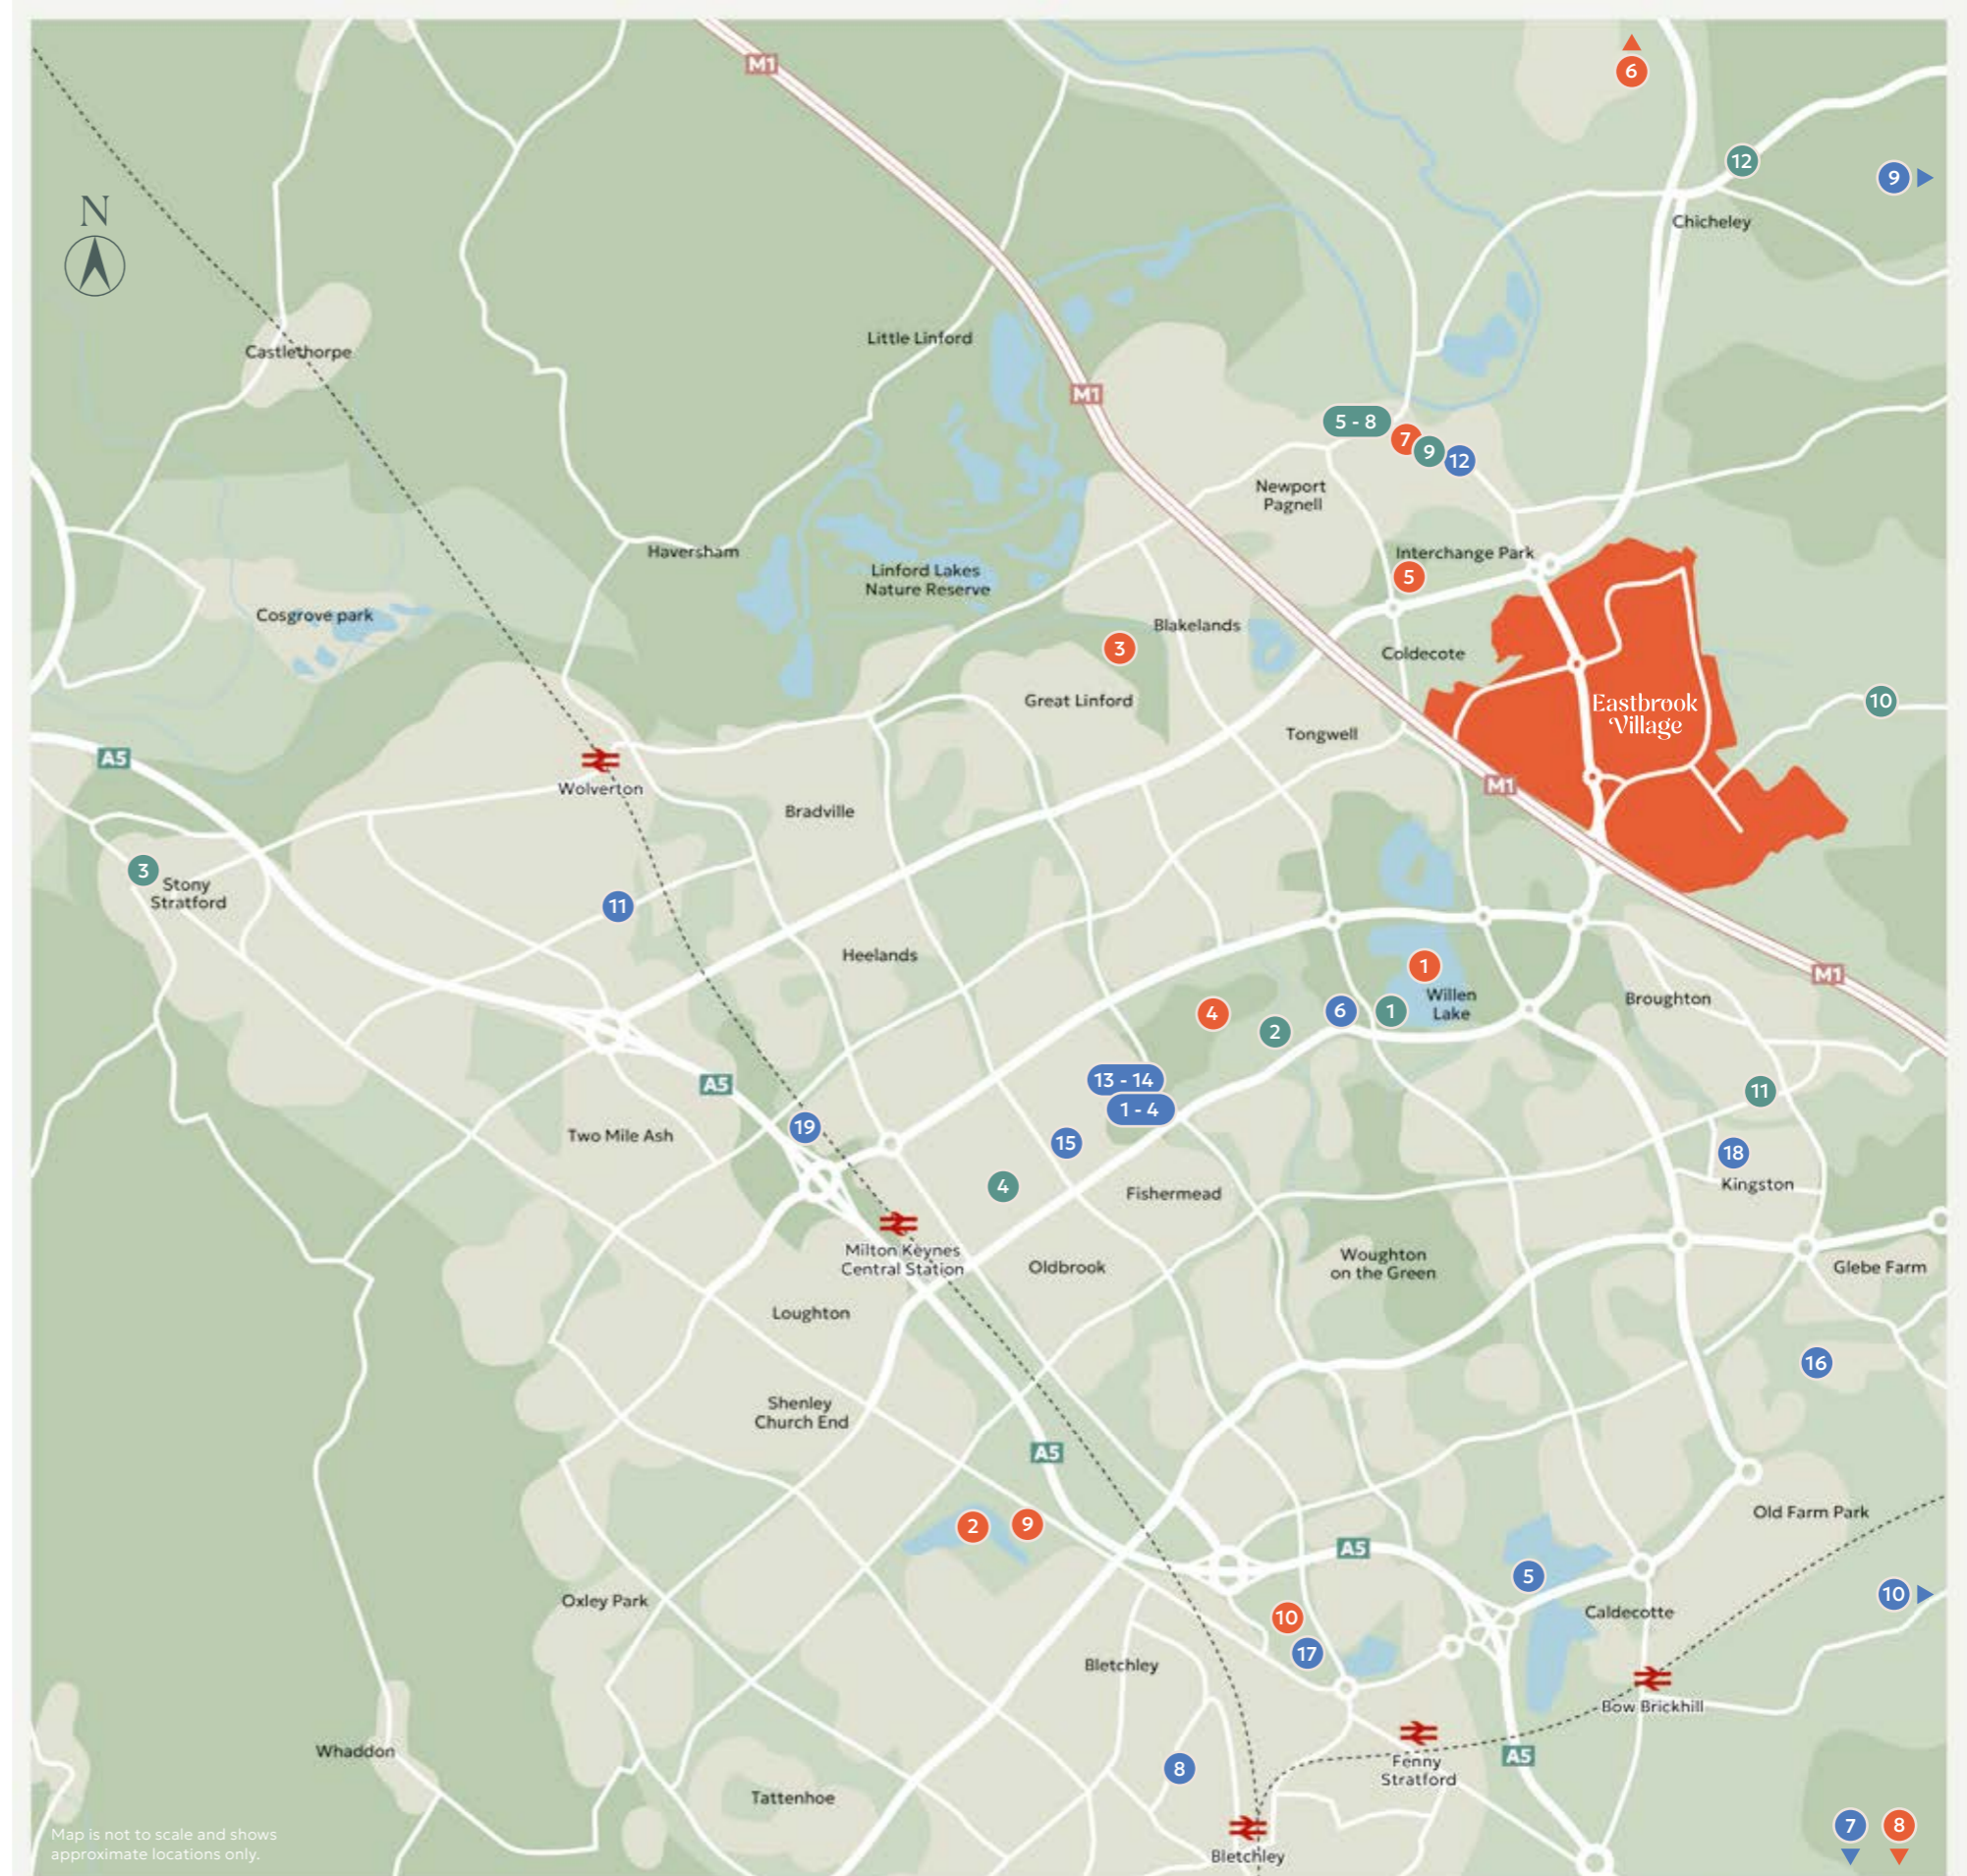 M1
6
12
9
N
Chicheley
Little Linford
Castlethorpe
M1
5 - 8
7
9
12
Newport
Pagnell
Haversham
Interchange Park
Linford Lakes
Nature Reserve
5
Cosgrove park
Blakelands
3
Coldecote
Great Linford
Eastbrook
Village
10
Tongwell
A5
Wolverton
M1
Bradville
3
Stony
Stratford
11
Heelands
1
M1
Willen
Lake
Broughton
4
2
6
1
13 - 14
1 - 4
A5
11
19
Two Mile Ash
15
18
4
Fishermead
Kingston
Milton Keynes
Central Station
Oldbrook
Woughton
on the Green
Glebe Farm
Loughton
16
Shenley
Church End
A5
Old Farm Park
2
9
A5
5
10
Oxley Park
10
Caldecotte
17
Bletchley
Bow Brickhill
Whaddon
8
Fenny
Stratford
A5
Tattenhoe
7
8
Map is not to scale and shows
approximate locations only.
Bletchley